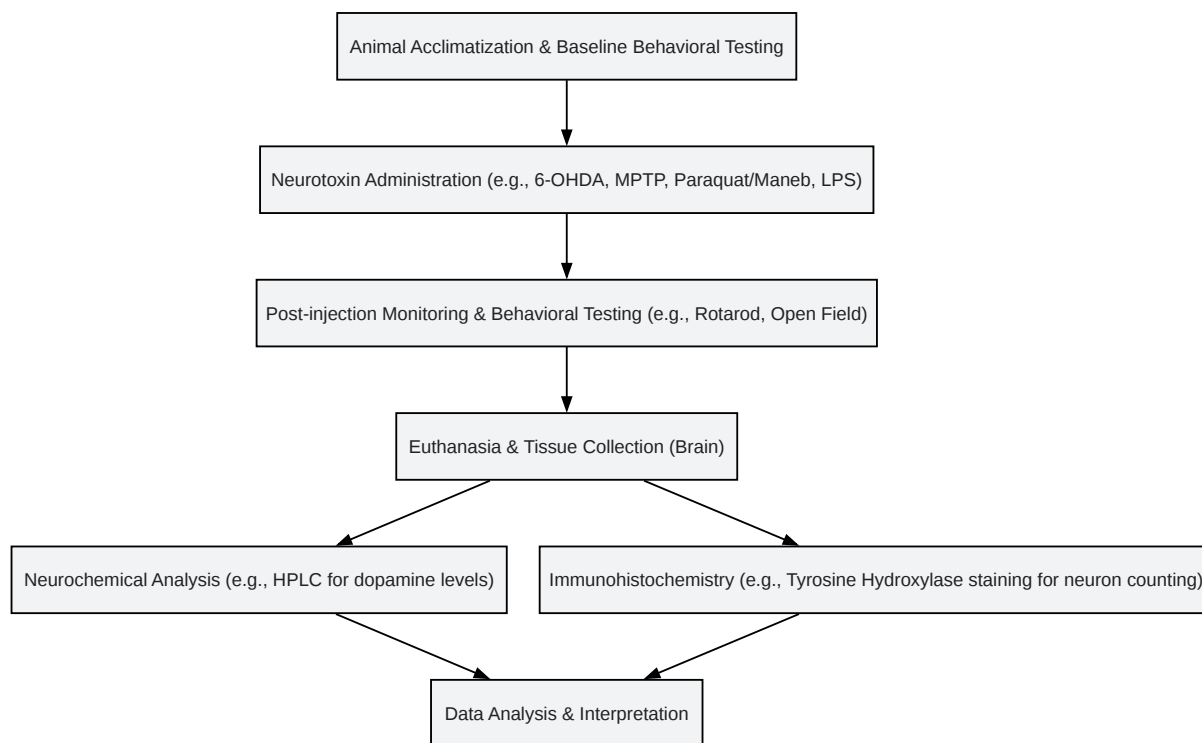 Animal Acclimatization & Baseline Behavioral Testing
Neurotoxin Administration (e.g., 6-OHDA, MPTP, Paraquat/Maneb, LPS)
Post-injection Monitoring & Behavioral Testing (e.g., Rotarod, Open Field)
Euthanasia & Tissue Collection (Brain)
Neurochemical Analysis (e.g., HPLC for dopamine levels)
Immunohistochemistry (e.g., Tyrosine Hydroxylase staining for neuron counting)
Data Analysis & Interpretation